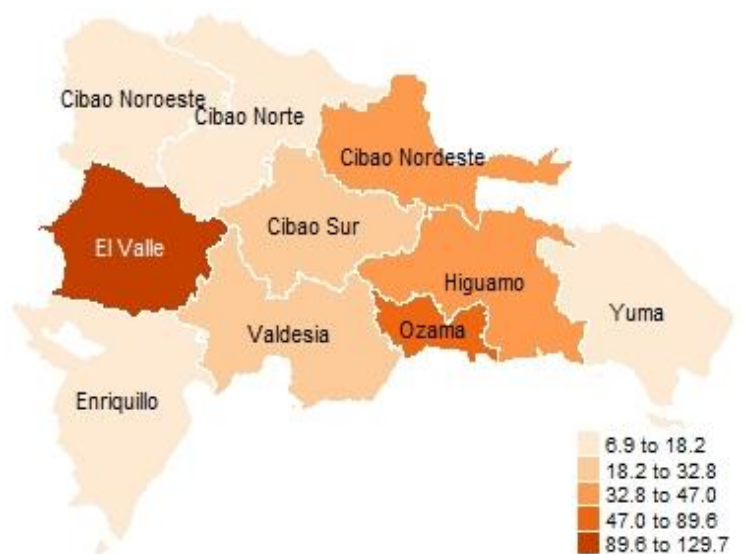 Cibao Noroeste
Cibao Norte
Cibao Nordeste
Cibao Sur
El Valle
Higuamo
Yuma
Ozama
Valdesia
Enriquillo
6.9 to 18.2
18.2 to 32.8
32.8 to 47.0
47.0 to 89.6
89.6 to 129.7